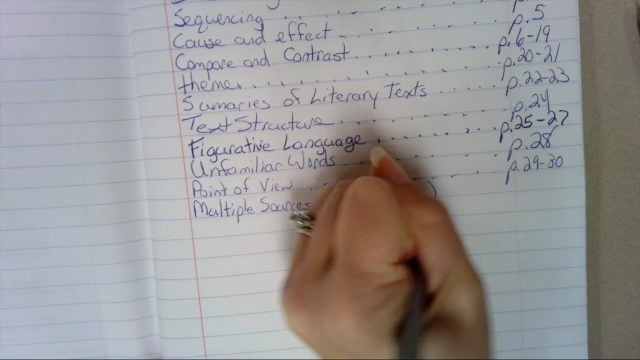 Sequencing . . . . . . . . .
Cause and effect . . . . . . . . p.5
Compare and Contrast . . . . . . . . p.6-19
theme . . . . . . . . . . p.20-21
Sumaries of Literary Texts . . . . . p.22-23
Text Structure . . . . . . . . . p.24
Figurative Language . . . . . . . p.25-27
Unfamiliar Words . . . . . . . . p.28
Point of View . . . . . . . . p.29-30
Multiple Sources